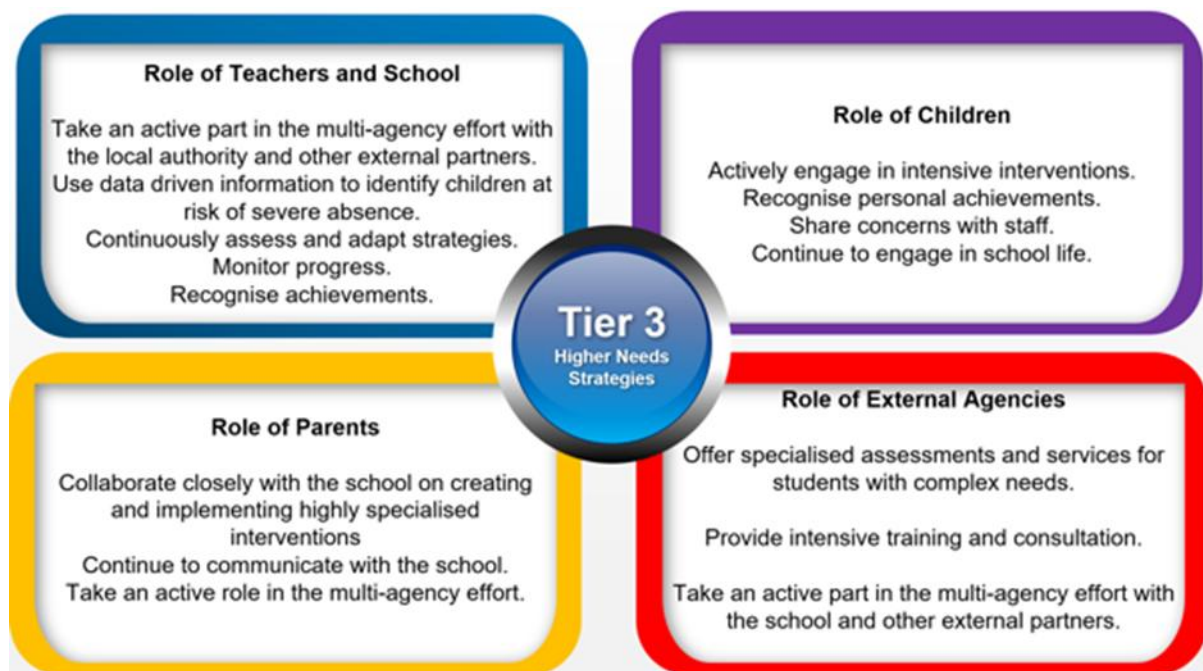 Role of Teachers and School
Take an active part in the multi-agency effort with
the local authority and other external partners.
Use data driven information to identify children at
risk of severe absence.
Continuously assess and adapt strategies.
Monitor progress.
Recognise achievements.
Role of Children
Actively engage in intensive interventions.
Recognise personal achievements.
Share concerns with staff.
Continue to engage in school life.
Tier 3
Higher Needs
Strategies
Role of Parents
Collaborate closely with the school on creating
and implementing highly specialised
interventions
Continue to communicate with the school.
Take an active role in the multi-agency effort.
Role of External Agencies
Offer specialised assessments and services for
students with complex needs.
Provide intensive training and consultation.
Take an active part in the multi-agency effort with
the school and other external partners.